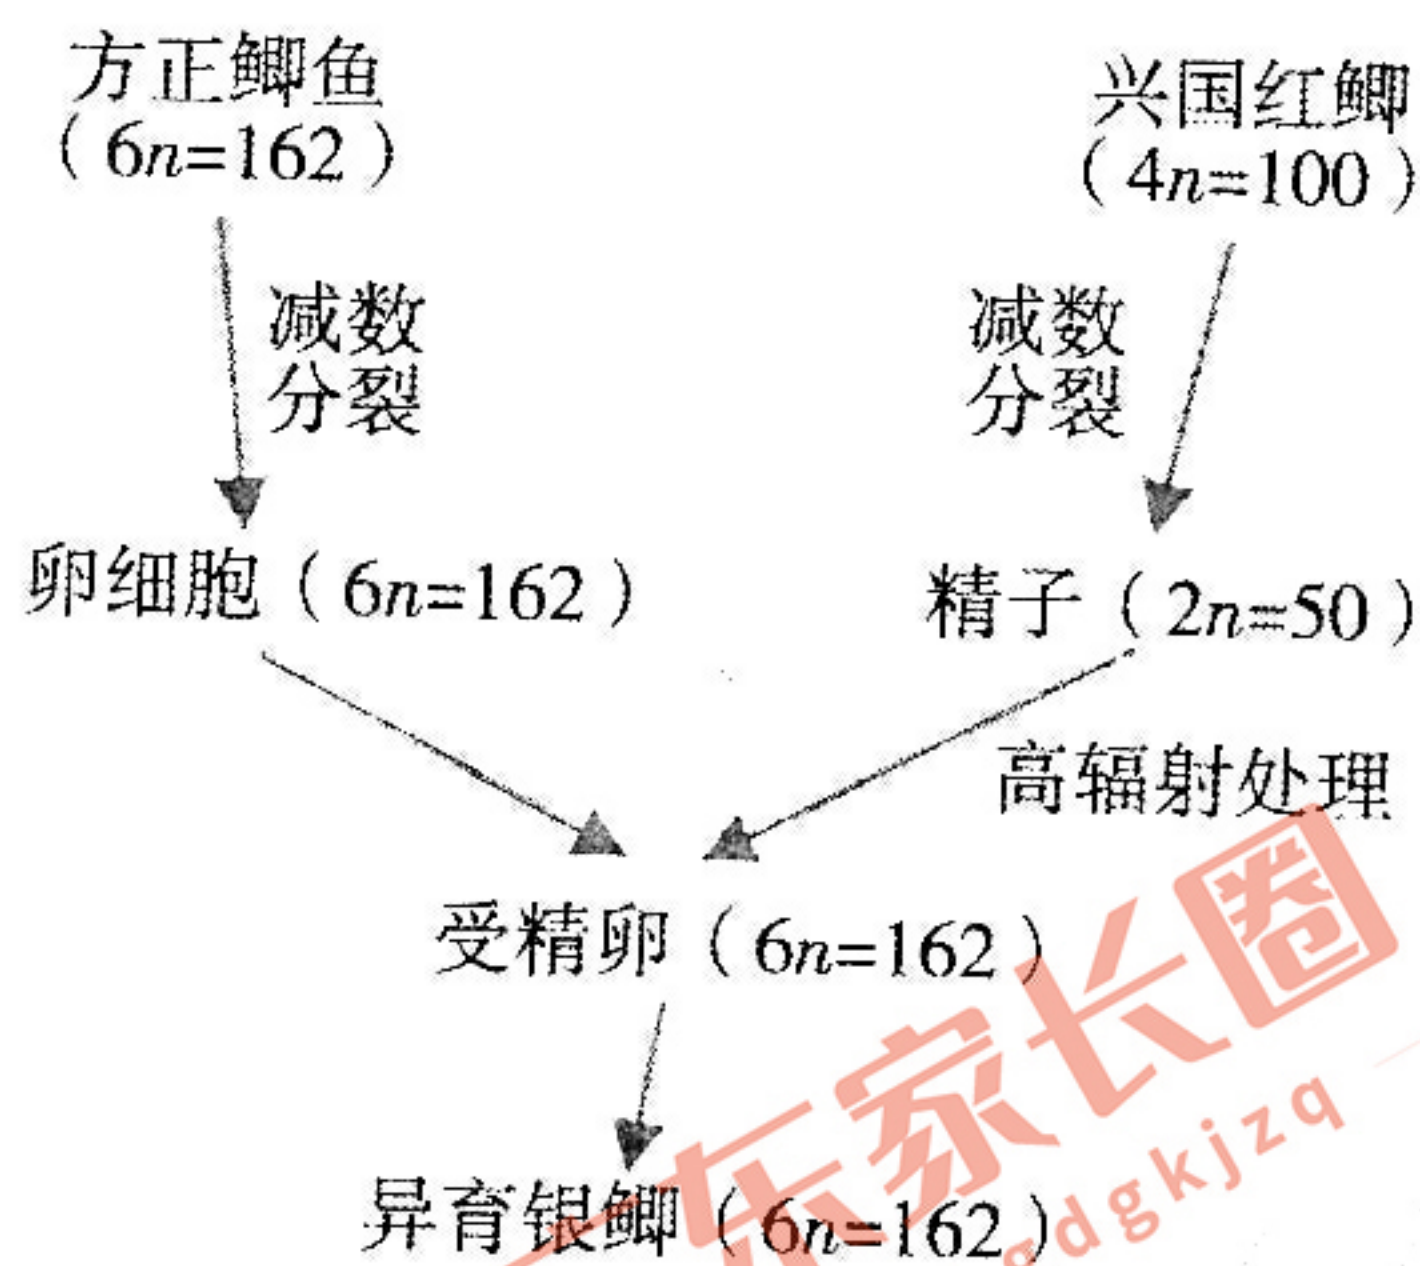 方正鲫鱼
（6n=162）
兴国红鲫
（4n=100）
减数
分裂
减数
分裂
卵细胞（6n=162）
精子（2n=50）
高辐射处理
受精卵（6n=162）
异育银鲫（6n=162）
东家长圈
gdgkjzq